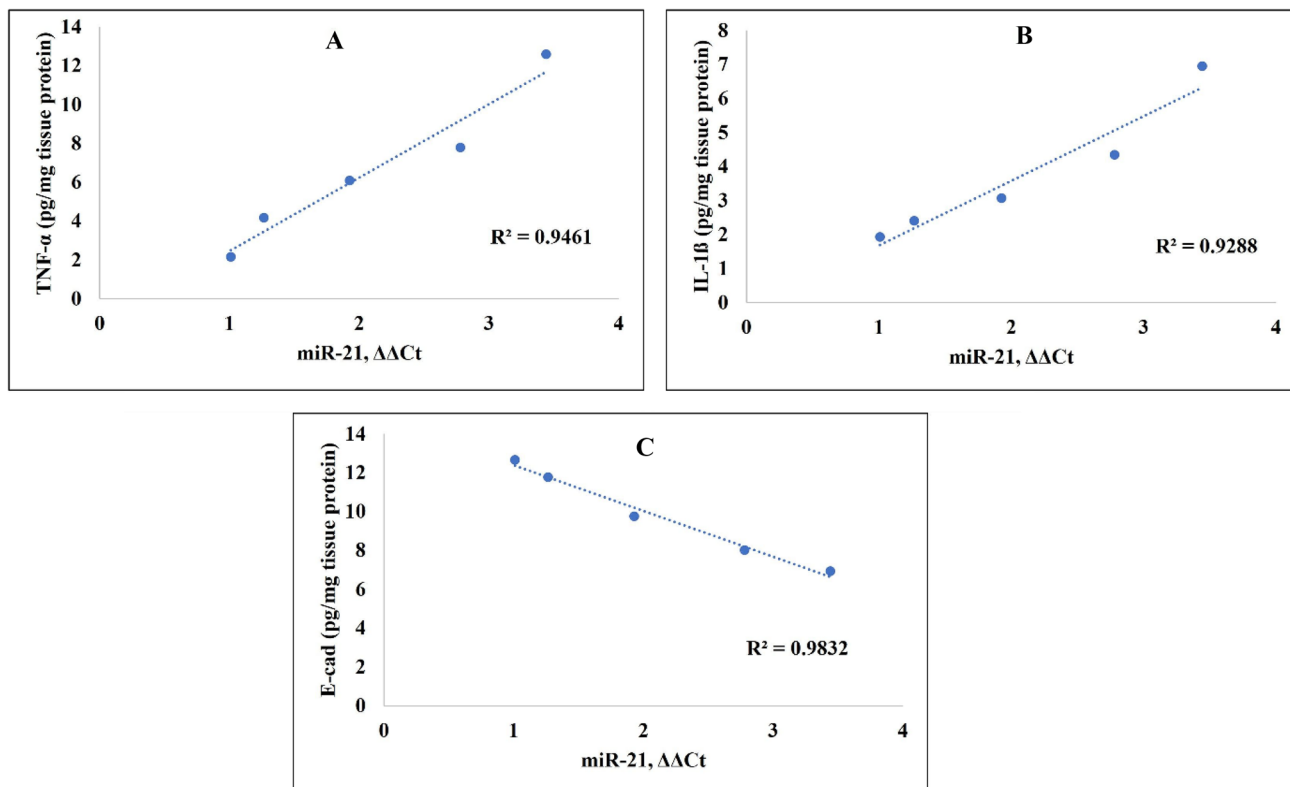 A
TNF-α (pg/mg tissue protein)
14
12
10
8
6
4
2
0
R² = 0.9461
0 1 2 3 4
miR-21, ΔΔCt
B
IL-1ß (pg/mg tissue protein)
8
7
6
5
4
3
2
1
0
R² = 0.9288
0 1 2 3 4
miR-21, ΔΔCt
C
E-cad (pg/mg tissue protein)
14
12
10
8
6
4
2
0
R² = 0.9832
0 1 2 3 4
miR-21, ΔΔCt